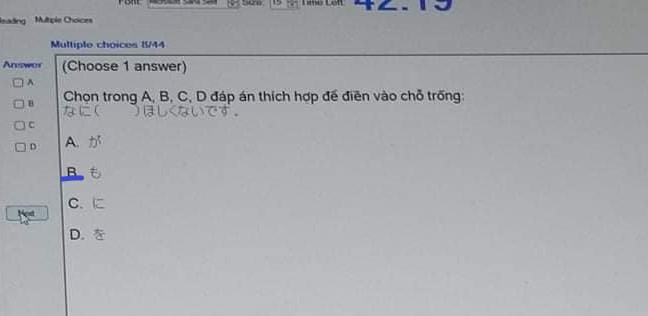 Font: Microsoft Sans Serif Size: 15 Time Left: 42:19
Reading Multiple Choices
Multiple choices 8/44
Answer (Choose 1 answer)
A
B Chọn trong A, B, C, D đáp án thích hợp để điền vào chỗ trống:
なに( )ほしくないです.
C
D A. が
B. も
Next C. に
D. を